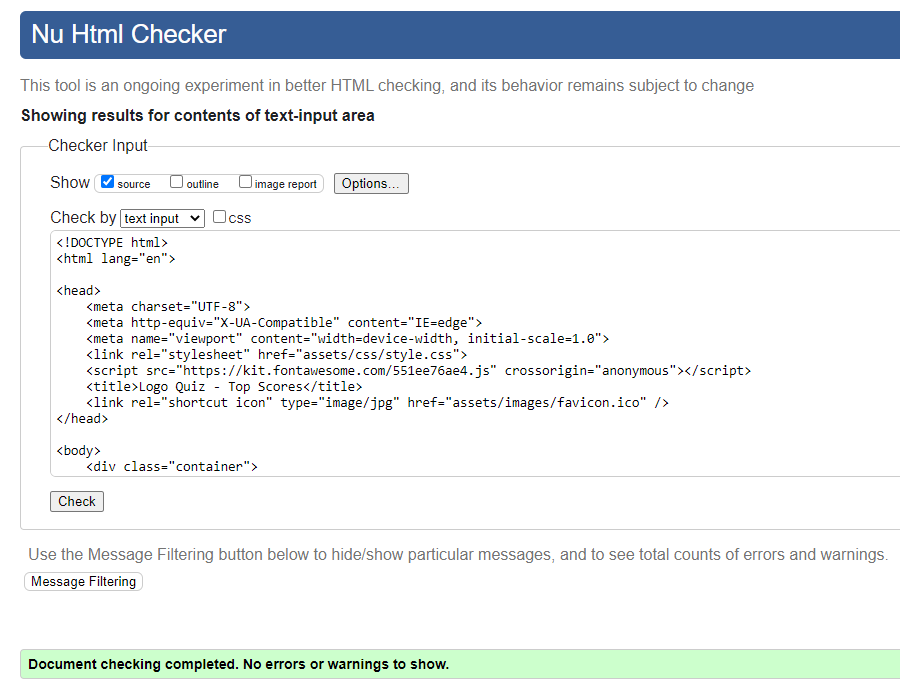 Nu Html Checker
This tool is an ongoing experiment in better HTML checking, and its behavior remains subject to change
Showing results for contents of text-input area
Checker Input
Show source outline image report Options...
Check by text input css
<!DOCTYPE html>
<html lang="en">
<head>
<meta charset="UTF-8">
<meta http-equiv="X-UA-Compatible" content="IE=edge">
<meta name="viewport" content="width=device-width, initial-scale=1.0">
<link rel="stylesheet" href="assets/css/style.css">
<script src="https://kit.fontawesome.com/551ee76ae4.js" crossorigin="anonymous"></script>
<title>Logo Quiz - Top Scores</title>
<link rel="shortcut icon" type="image/jpg" href="assets/images/favicon.ico" />
</head>
<body>
<div class="container">
Check
Use the Message Filtering button below to hide/show particular messages, and to see total counts of errors and warnings.
Message Filtering
Document checking completed. No errors or warnings to show.